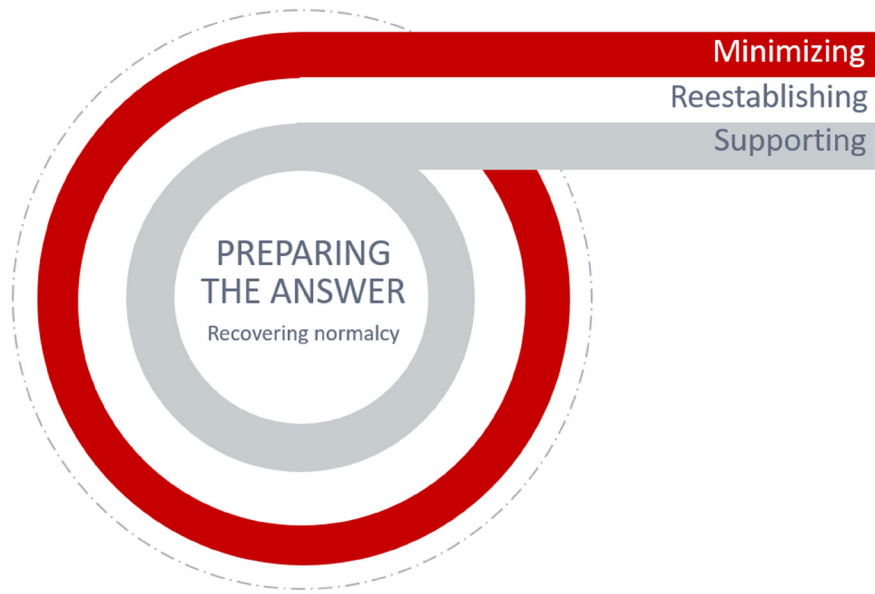 Minimizing
Reestablishing
Supporting
PREPARING
THE ANSWER
Recovering normalcy